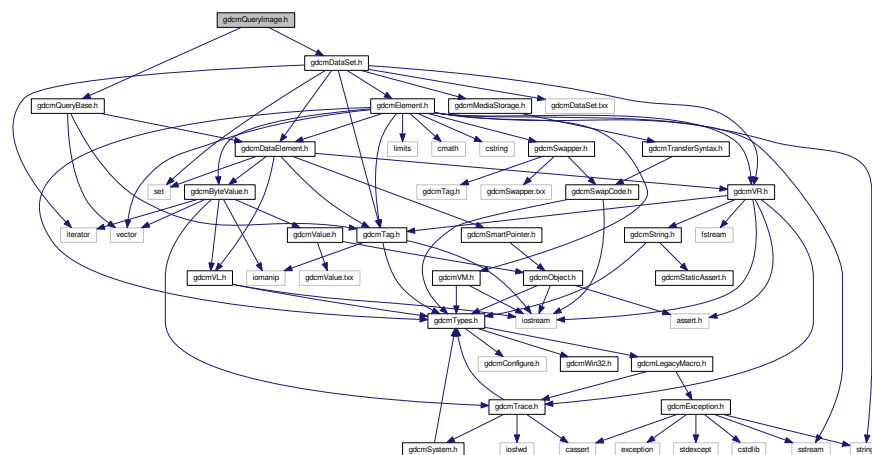 gdcmQueryImage.h
gdcmDataSet.h
gdcmQueryBase.h
gdcmElement.h
gdcmMediaStorage.h
gdcmDataSet.txx
gdcmDataElement.h
limits
cmath
cstring
gdcmSwapper.h
gdcmTransferSyntax.h
set
gdcmByteValue.h
gdcmTag.h
gdcmSwapper.txx
gdcmSwapCode.h
gdcmVR.h
iterator
vector
gdcmValue.h
gdcmTag.h
gdcmSmartPointer.h
gdcmString.h
fstream
gdcmVL.h
iomanip
gdcmValue.txx
gdcmVM.h
gdcmObject.h
gdcmStaticAssert.h
gdcmTypes.h
iostream
assert.h
gdcmConfigure.h
gdcmWin32.h
gdcmLegacyMacro.h
gdcmTrace.h
gdcmException.h
gdcmSystem.h
iosfwd
cassert
exception
stdexcept
cstdlib
sstream
string